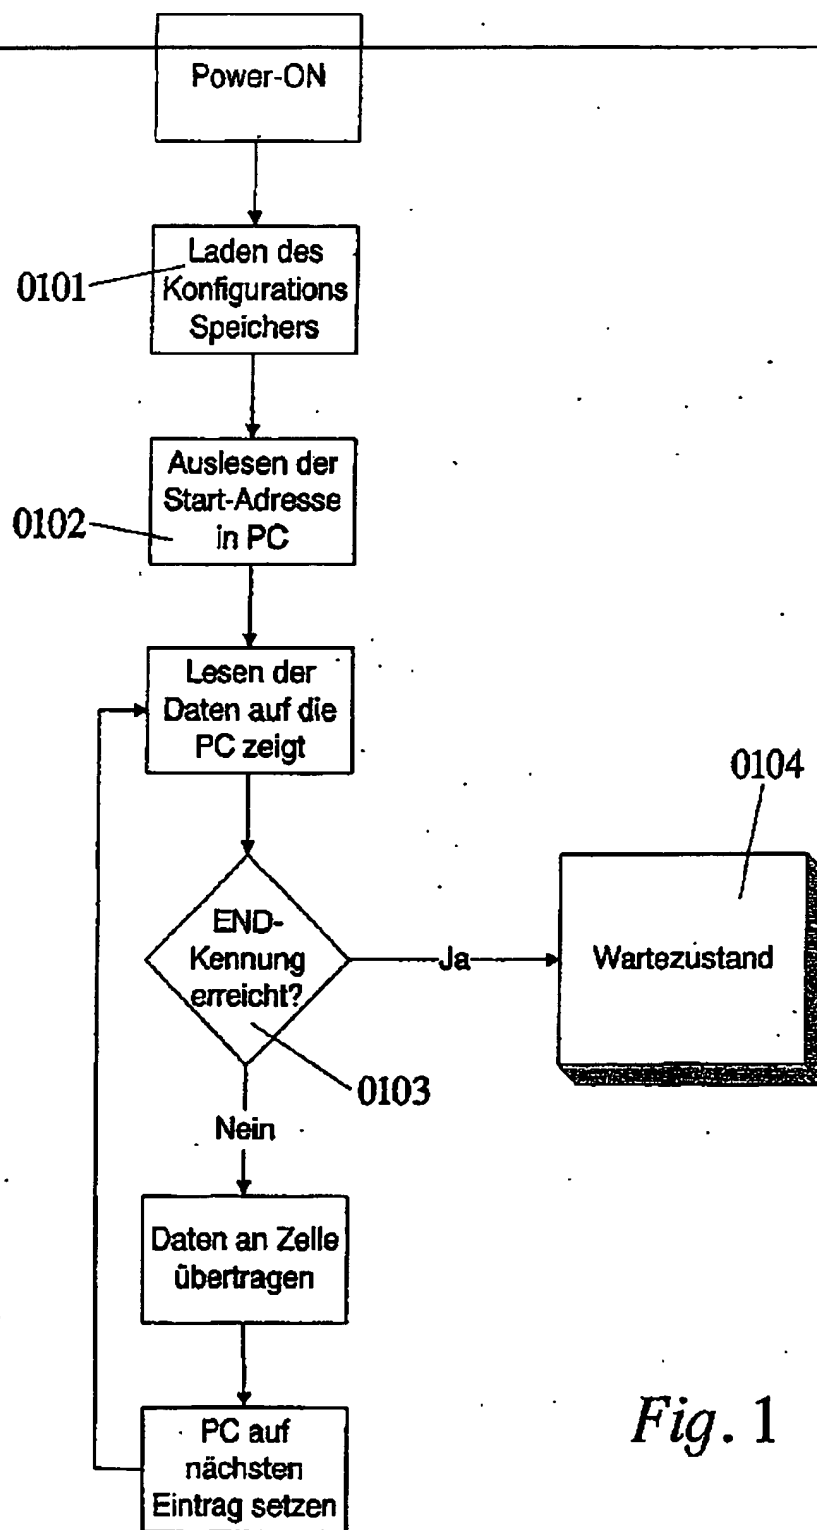 Power-ON
0101
Laden des
Konfigurations
Speichers
0102
Auslesen der
Start-Adresse
in PC
Lesen der
Daten auf die
PC zeigt
0104
END-
Kennung
erreicht?
Ja
Wartezustand
0103
Nein
Daten an Zelle
übertragen
PC auf
nächsten
Eintrag setzen
Fig. 1